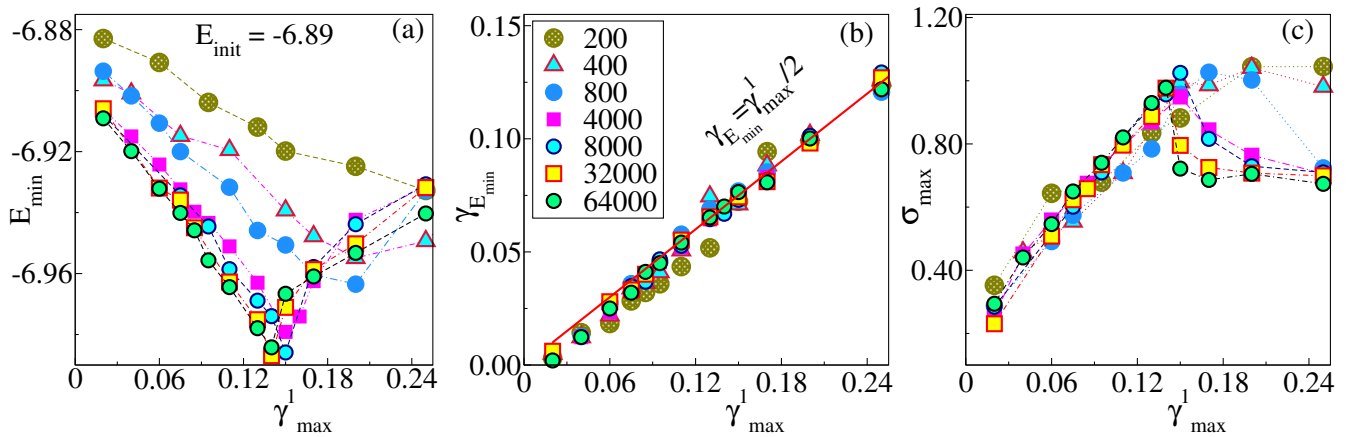 (a)
E_init = -6.89
-6.88
-6.92
-6.96
E_min
0
0.06
0.12
0.18
0.24
γ^1_max
(b)
0.15
0.10
0.05
0.00
γ_E_min
200
400
800
4000
8000
32000
64000
γ_E_min=γ^1_max/2
0
0.06
0.12
0.18
0.24
γ^1_max
(c)
1.20
0.80
0.40
σ_max
0
0.06
0.12
0.18
0.24
γ^1_max